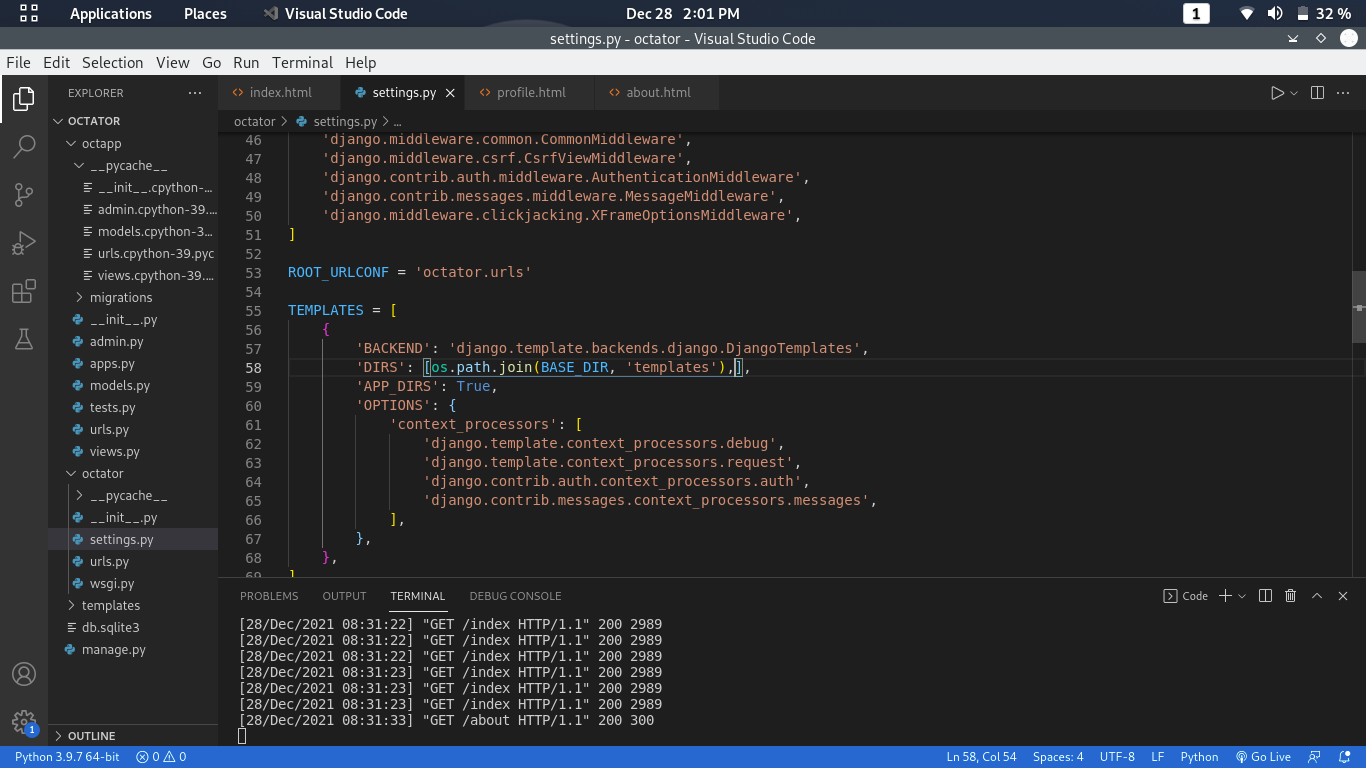 Applications Places Visual Studio Code Dec 28 2:01 PM 1 32 %
settings.py - octator - Visual Studio Code
File Edit Selection View Go Run Terminal Help
EXPLORER ···
OCTATOR
octapp
__pycache__
__init__.cpython-...
admin.cpython-39....
models.cpython-3...
urls.cpython-39.pyc
views.cpython-39....
migrations
__init__.py
admin.py
apps.py
models.py
tests.py
urls.py
views.py
octator
__pycache__
__init__.py
settings.py
urls.py
wsgi.py
templates
db.sqlite3
manage.py
OUTLINE
1
index.html settings.py profile.html about.html
octator > settings.py > ...
46 'django.middleware.common.CommonMiddleware',
47 'django.middleware.csrf.CsrfViewMiddleware',
48 'django.contrib.auth.middleware.AuthenticationMiddleware',
49 'django.contrib.messages.middleware.MessageMiddleware',
50 'django.middleware.clickjacking.XFrameOptionsMiddleware',
51 ]
52
53 ROOT_URLCONF = 'octator.urls'
54
55 TEMPLATES = [
56 {
57 'BACKEND': 'django.template.backends.django.DjangoTemplates',
58 'DIRS': [os.path.join(BASE_DIR, 'templates'),],
59 'APP_DIRS': True,
60 'OPTIONS': {
61 'context_processors': [
62 'django.template.context_processors.debug',
63 'django.template.context_processors.request',
64 'django.contrib.auth.context_processors.auth',
65 'django.contrib.messages.context_processors.messages',
66 ],
67 },
68 },
69 ]
PROBLEMS OUTPUT TERMINAL DEBUG CONSOLE Code
[28/Dec/2021 08:31:22] "GET /index HTTP/1.1" 200 2989
[28/Dec/2021 08:31:22] "GET /index HTTP/1.1" 200 2989
[28/Dec/2021 08:31:22] "GET /index HTTP/1.1" 200 2989
[28/Dec/2021 08:31:23] "GET /index HTTP/1.1" 200 2989
[28/Dec/2021 08:31:23] "GET /index HTTP/1.1" 200 2989
[28/Dec/2021 08:31:23] "GET /index HTTP/1.1" 200 2989
[28/Dec/2021 08:31:33] "GET /about HTTP/1.1" 200 300
Python 3.9.7 64-bit 0 0 Ln 58, Col 54 Spaces: 4 UTF-8 LF Python Go Live